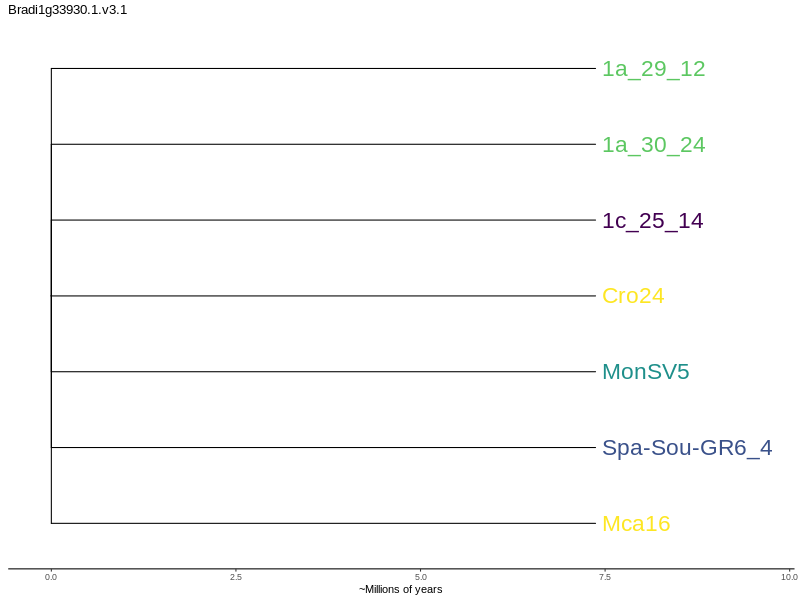 Bradi1g33930.1.v3.1
1a_29_12
1a_30_24
1c_25_14
Cro24
MonSV5
Spa-Sou-GR6_4
Mca16
0.0 2.5 5.0 7.5 10.0
~Millions of years